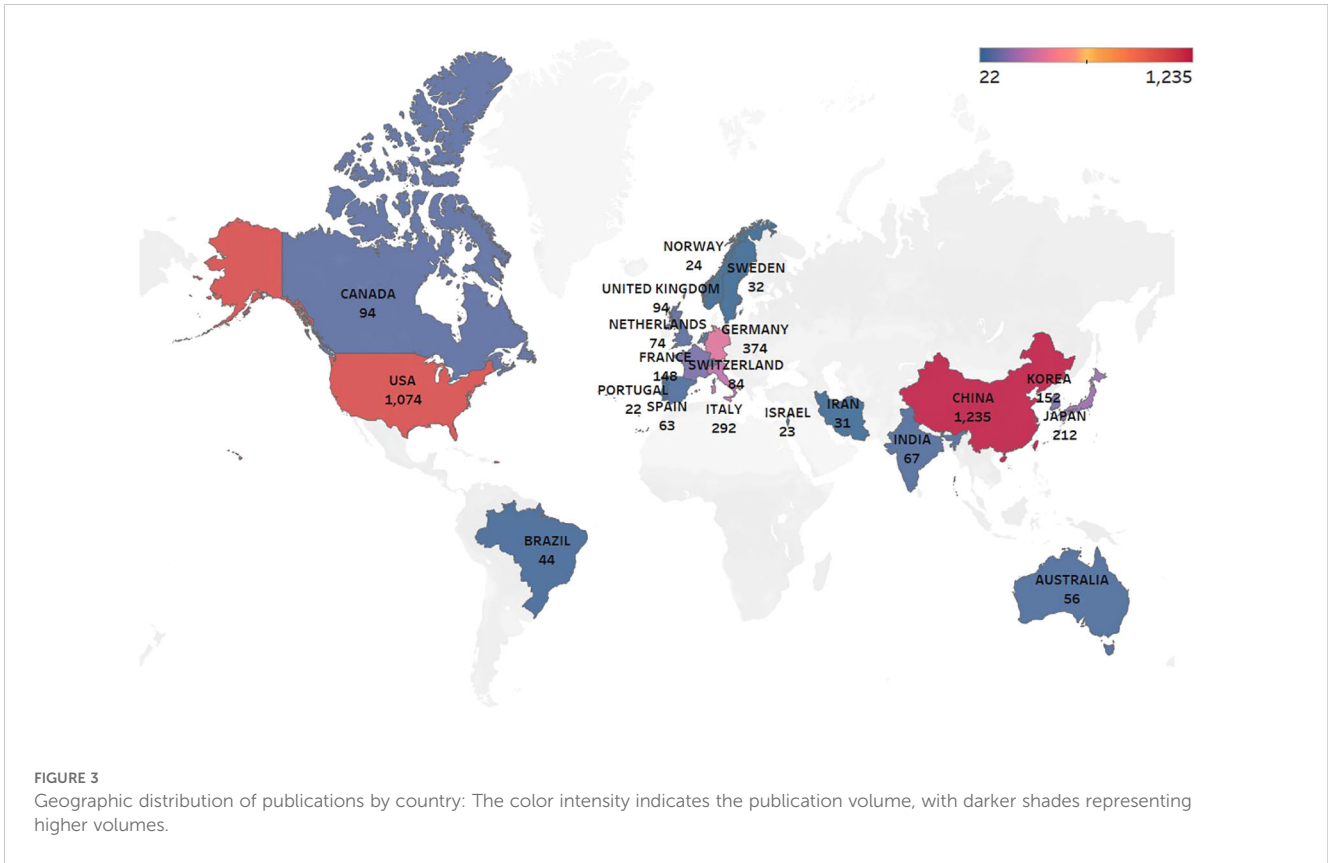 22
1,235
CANADA
94
USA
1,074
BRAZIL
44
NORWAY
24
SWEDEN
32
UNITED KINGDOM
94
NETHERLANDS
74
GERMANY
374
FRANCE
148
SWITZERLAND
84
PORTUGAL
22
SPAIN
63
ITALY
292
ISRAEL
23
IRAN
31
INDIA
67
CHINA
1,235
KOREA
152
JAPAN
212
AUSTRALIA
56
FIGURE 3
Geographic distribution of publications by country: The color intensity indicates the publication volume, with darker shades representing
higher volumes.